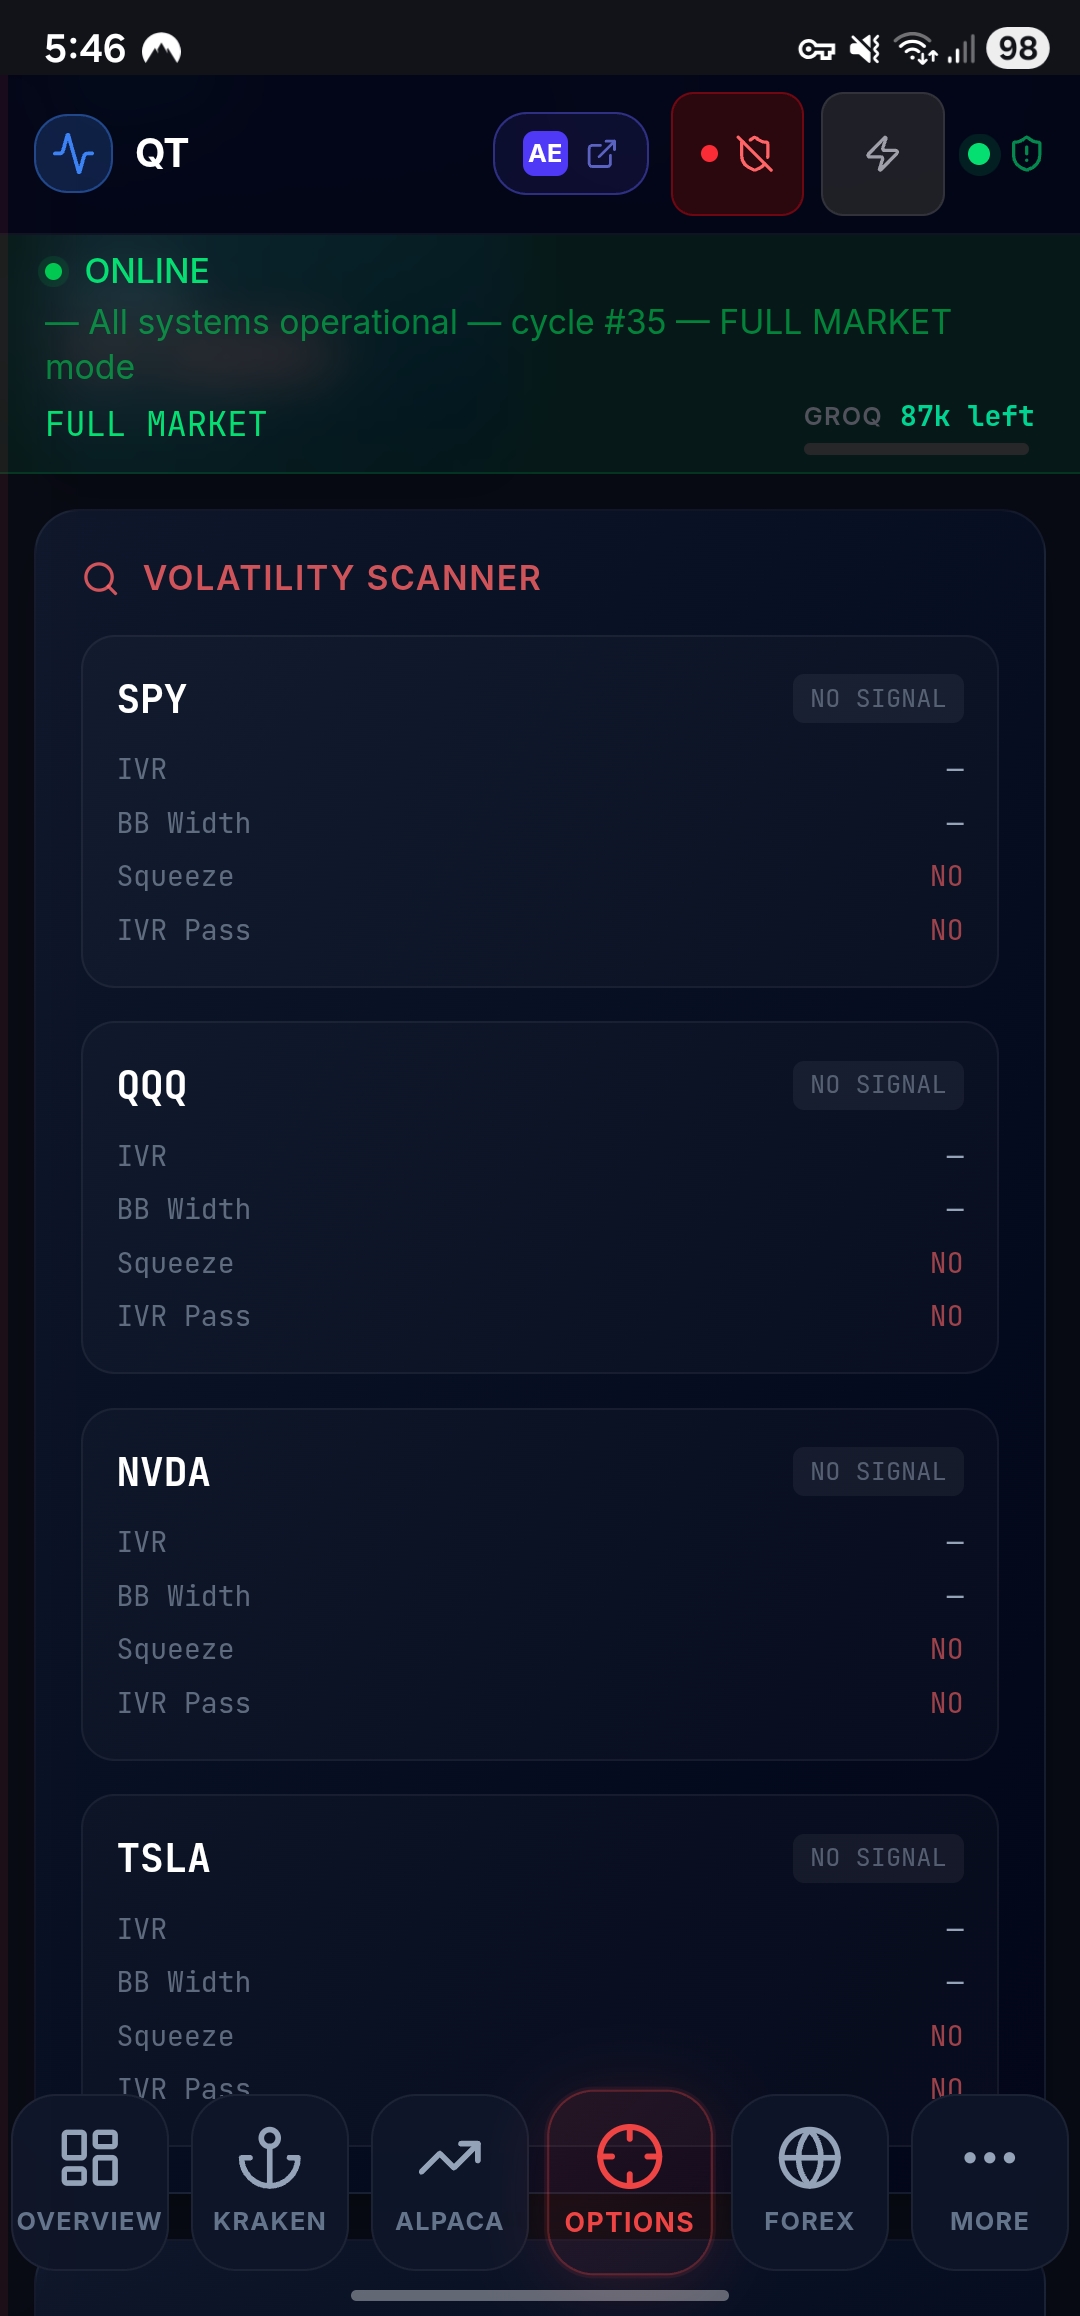 5:46
98
QT
AE
ONLINE
— All systems operational — cycle #35 — FULL MARKET
mode
FULL MARKET
GROQ 87k left
VOLATILITY SCANNER
SPY NO SIGNAL
IVR —
BB Width —
Squeeze NO
IVR Pass NO
QQQ NO SIGNAL
IVR —
BB Width —
Squeeze NO
IVR Pass NO
NVDA NO SIGNAL
IVR —
BB Width —
Squeeze NO
IVR Pass NO
TSLA NO SIGNAL
IVR —
BB Width —
Squeeze NO
IVR Pass NO
OVERVIEW KRAKEN ALPACA OPTIONS FOREX MORE